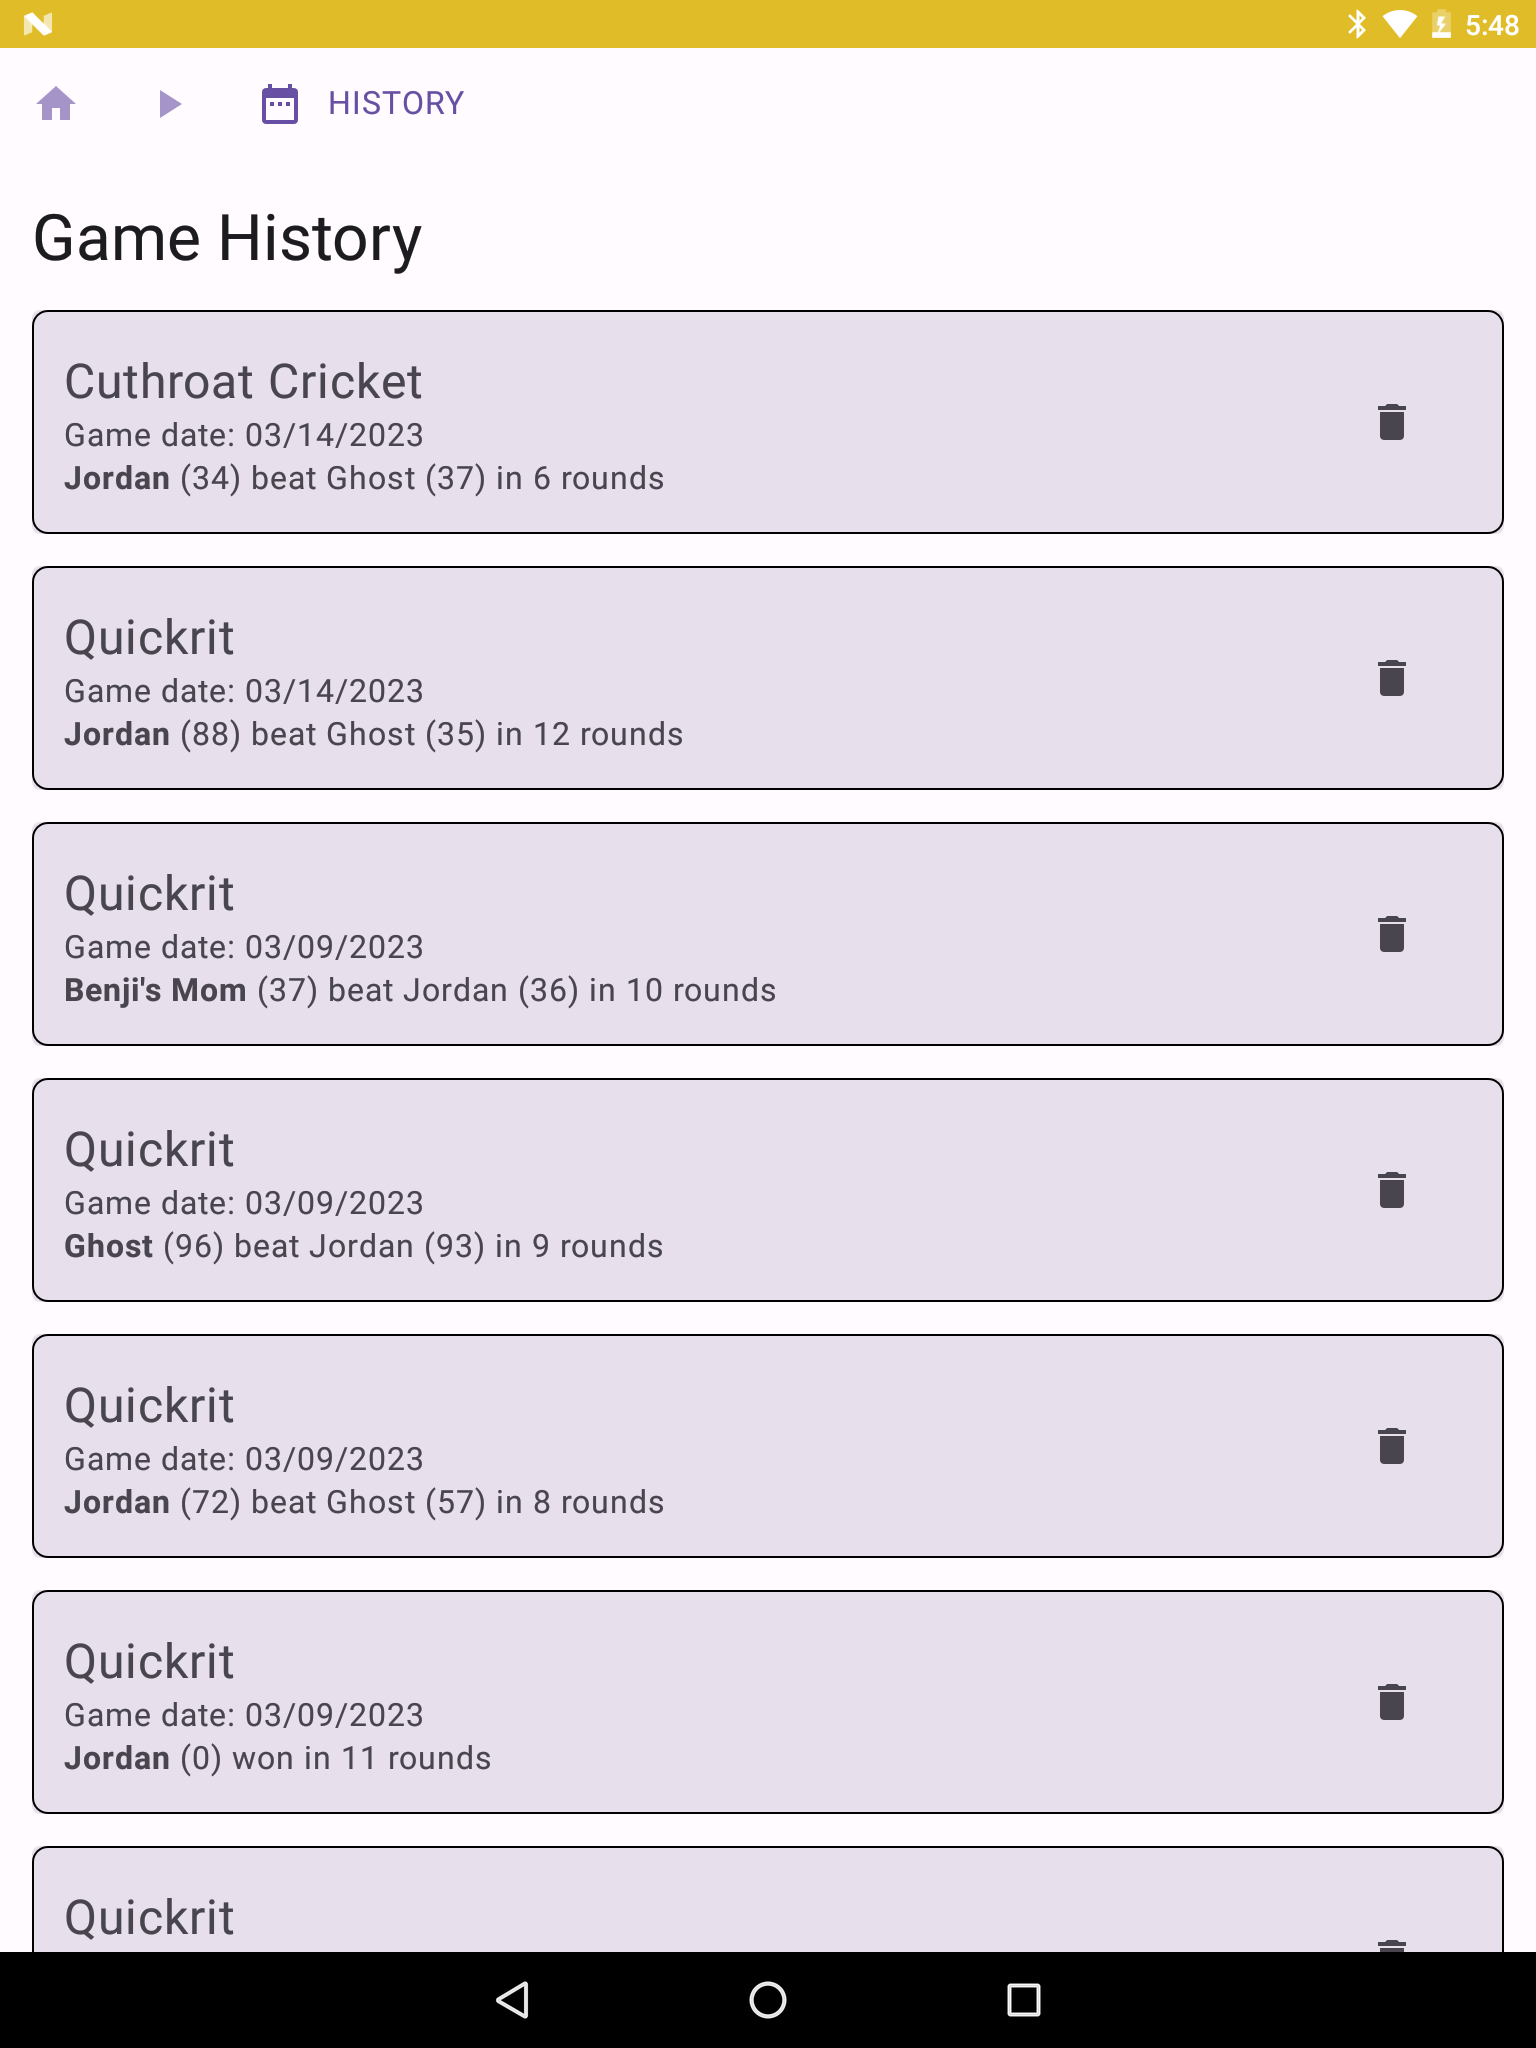 5:48
HISTORY
Game History
Cuthroat Cricket
Game date: 03/14/2023
Jordan (34) beat Ghost (37) in 6 rounds
Quickrit
Game date: 03/14/2023
Jordan (88) beat Ghost (35) in 12 rounds
Quickrit
Game date: 03/09/2023
Benji's Mom (37) beat Jordan (36) in 10 rounds
Quickrit
Game date: 03/09/2023
Ghost (96) beat Jordan (93) in 9 rounds
Quickrit
Game date: 03/09/2023
Jordan (72) beat Ghost (57) in 8 rounds
Quickrit
Game date: 03/09/2023
Jordan (0) won in 11 rounds
Quickrit